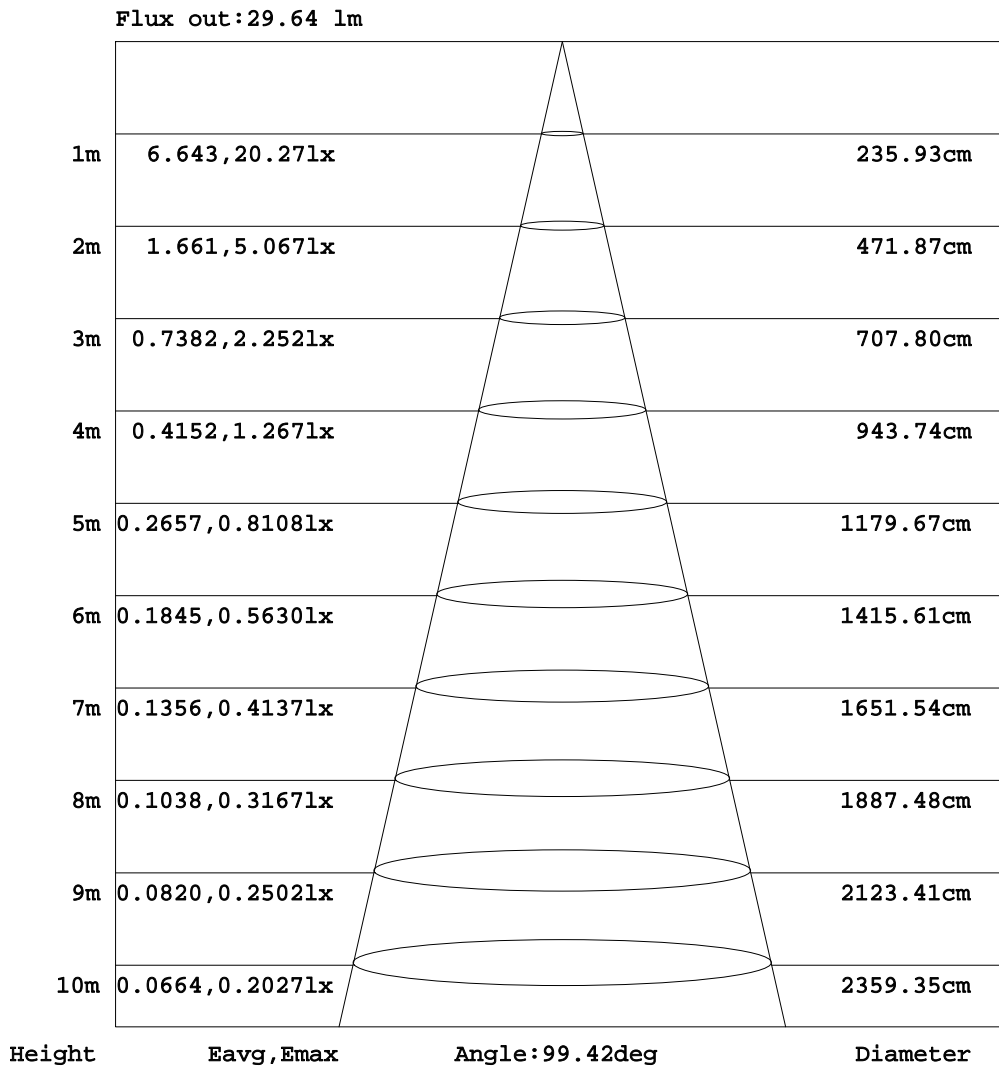 Flux out:29.64 lm
1m 6.643,20.27lx 235.93cm
2m 1.661,5.067lx 471.87cm
3m 0.7382,2.252lx 707.80cm
4m 0.4152,1.267lx 943.74cm
5m 0.2657,0.8108lx 1179.67cm
6m 0.1845,0.5630lx 1415.61cm
7m 0.1356,0.4137lx 1651.54cm
8m 0.1038,0.3167lx 1887.48cm
9m 0.0820,0.2502lx 2123.41cm
10m 0.0664,0.2027lx 2359.35cm
Height Eavg,Emax Angle:99.42deg Diameter